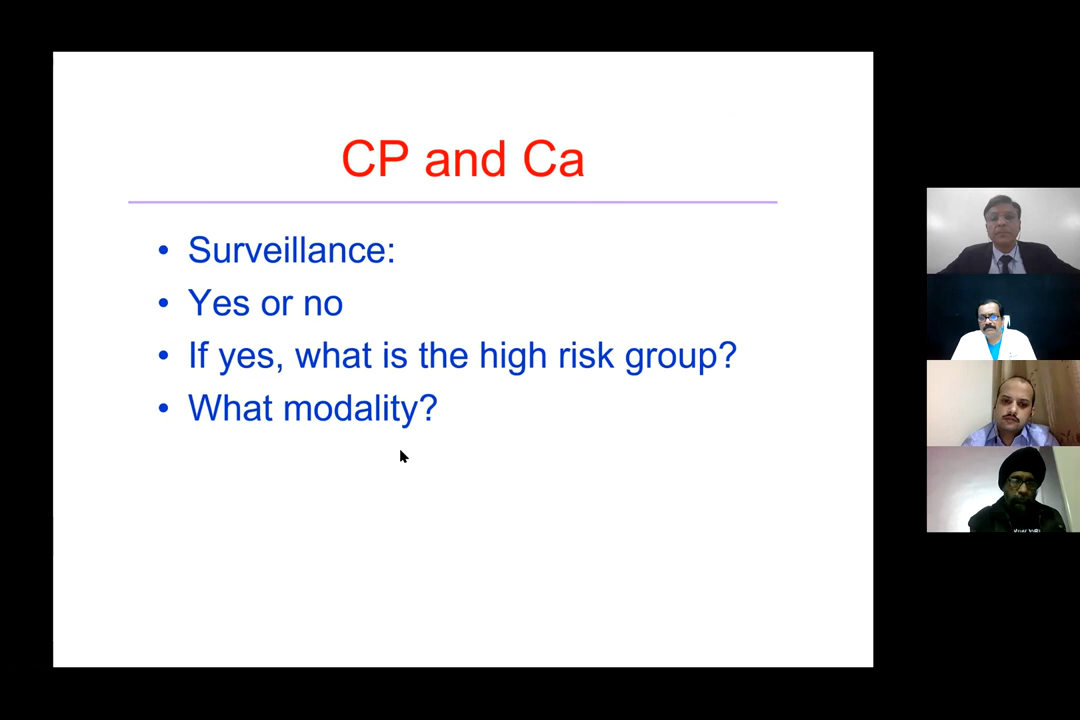 CP and Ca
• Surveillance:
• Yes or no
• If yes, what is the high risk group?
• What modality?